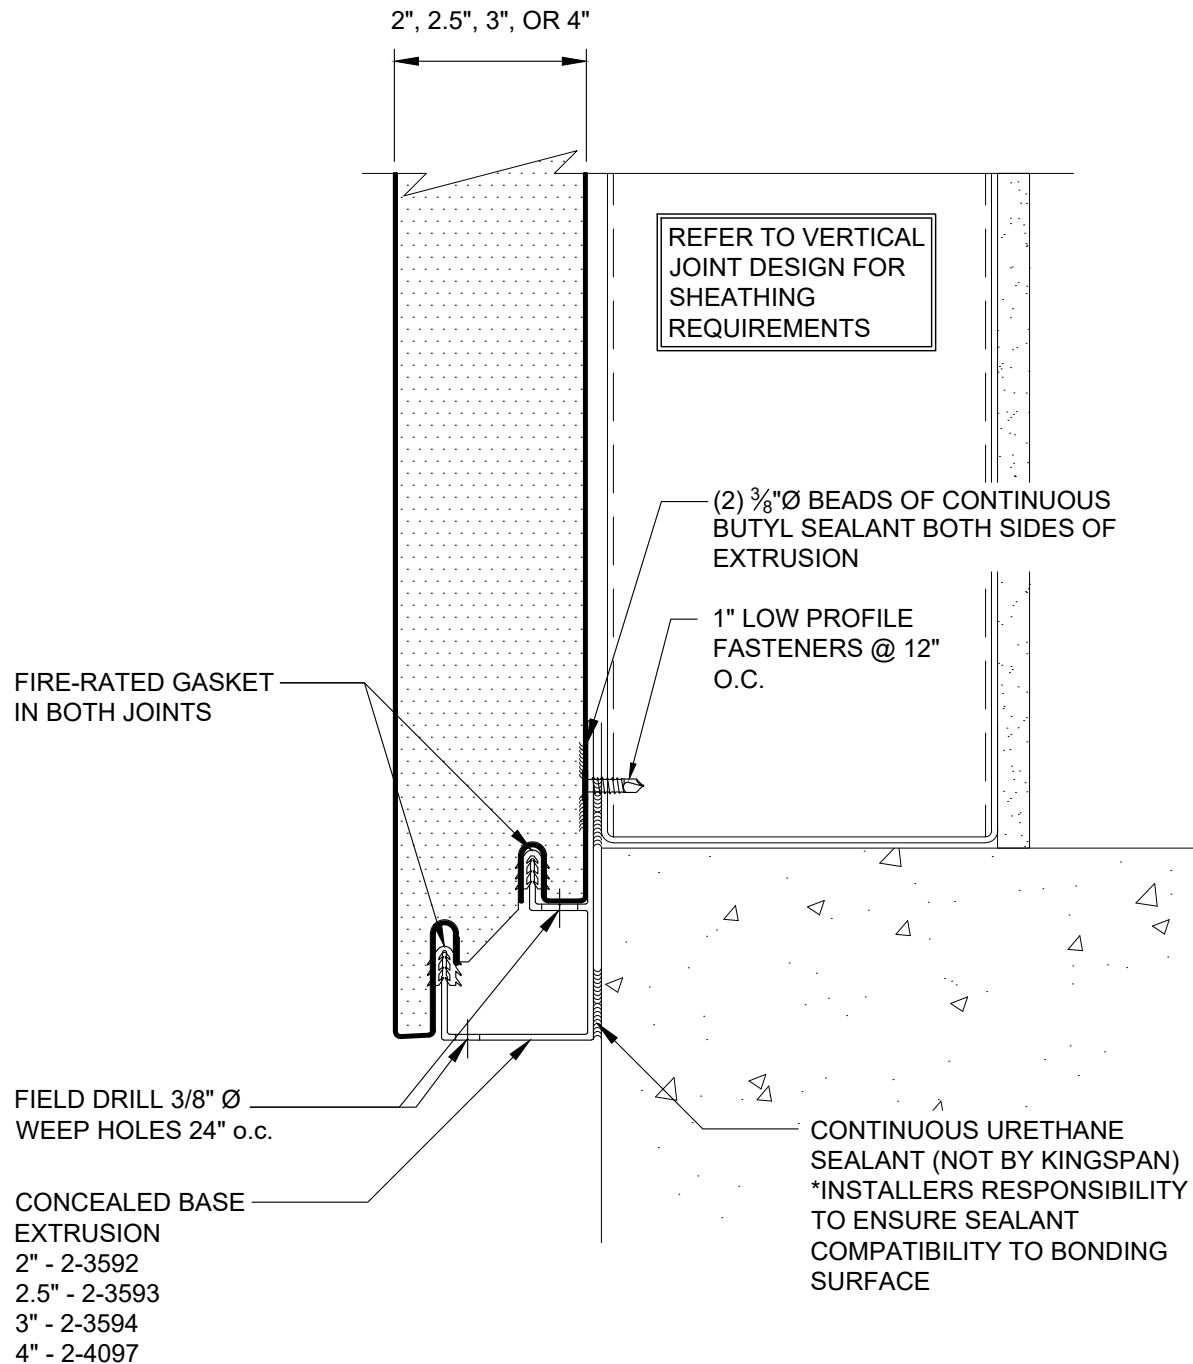 2", 2.5", 3", OR 4"
REFER TO VERTICAL
JOINT DESIGN FOR
SHEATHING
REQUIREMENTS
(2) ⅜"Ø BEADS OF CONTINUOUS
BUTYL SEALANT BOTH SIDES OF
EXTRUSION
1" LOW PROFILE
FASTENERS @ 12"
O.C.
FIRE-RATED GASKET
IN BOTH JOINTS
FIELD DRILL 3/8" Ø
WEEP HOLES 24" o.c.
CONCEALED BASE
EXTRUSION
2" - 2-3592
2.5" - 2-3593
3" - 2-3594
4" - 2-4097
CONTINUOUS URETHANE
SEALANT (NOT BY KINGSPAN)
*INSTALLERS RESPONSIBILITY
TO ENSURE SEALANT
COMPATIBILITY TO BONDING
SURFACE